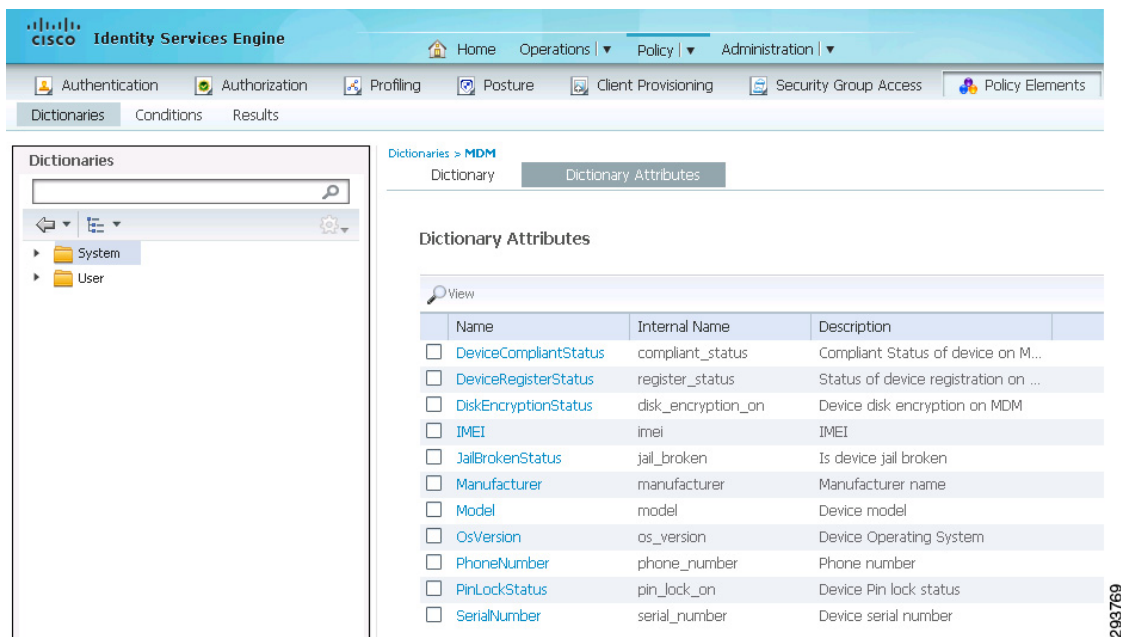 CISCO Identity Services Engine
Home Operations Policy Administration
Authentication Authorization Profiling Posture Client Provisioning Security Group Access Policy Elements
Dictionaries Conditions Results
Dictionaries
System
User
Dictionaries > MDM
Dictionary Dictionary Attributes
Dictionary Attributes
View
Name Internal Name Description
DeviceCompliantStatus compliant_status Compliant Status of device on M...
DeviceRegisterStatus register_status Status of device registration on ...
DiskEncryptionStatus disk_encryption_on Device disk encryption on MDM
IMEI imei IMEI
JailBrokenStatus jail_broken Is device jail broken
Manufacturer manufacturer Manufacturer name
Model model Device model
OsVersion os_version Device Operating System
PhoneNumber phone_number Phone number
PinLockStatus pin_lock_on Device Pin lock status
SerialNumber serial_number Device serial number
293769